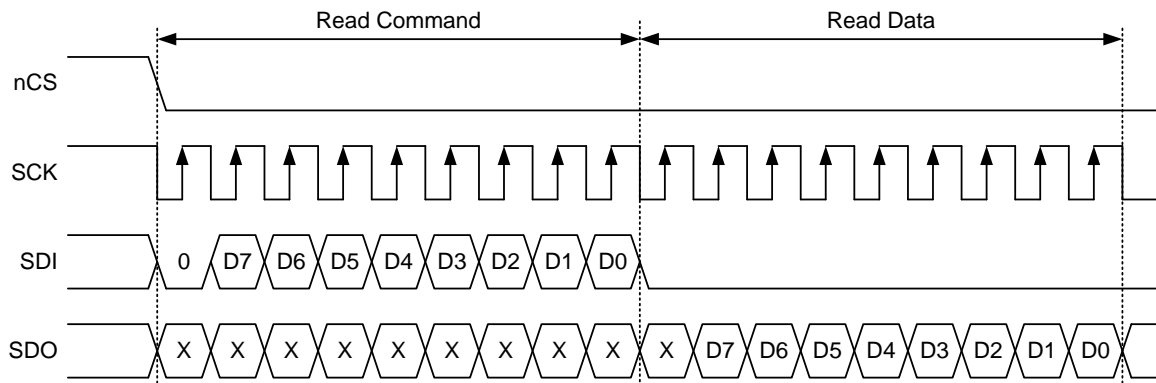 Read Command Read Data
nCS
SCK
SDI 0 D7 D6 D5 D4 D3 D2 D1 D0
SDO X X X X X X X X X X D7 D6 D5 D4 D3 D2 D1 D0